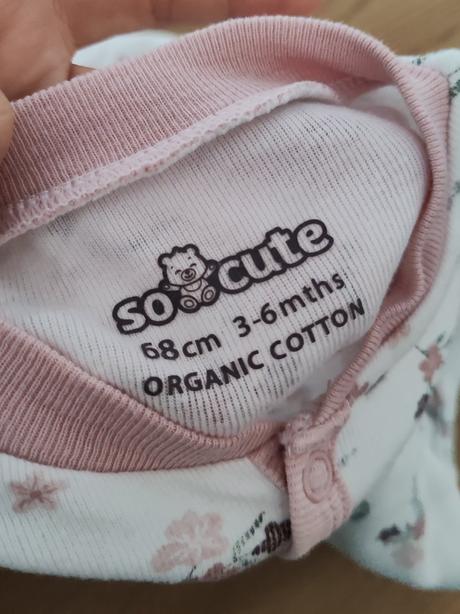 so cute
68cm 3-6mths
ORGANIC COTTON